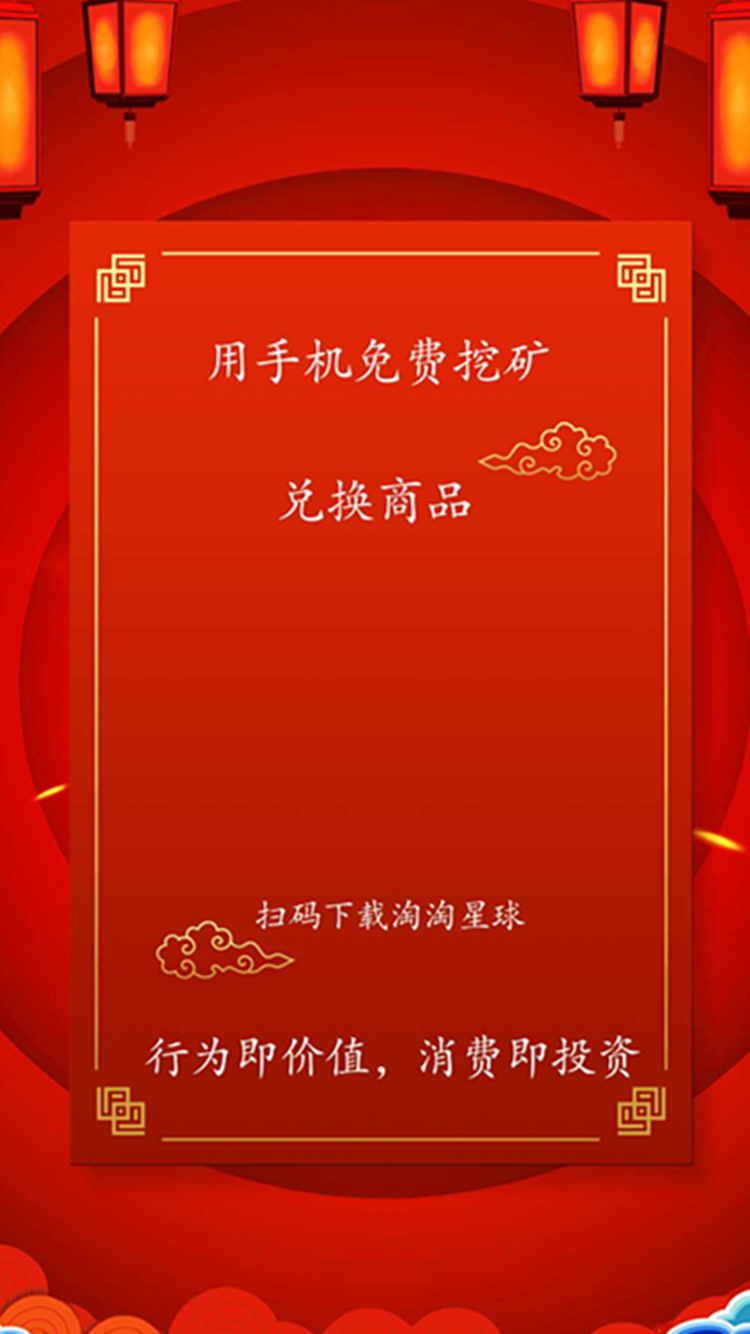 用手机免费挖矿
兑换商品
扫码下载淘淘星球
行为即价值，消费即投资